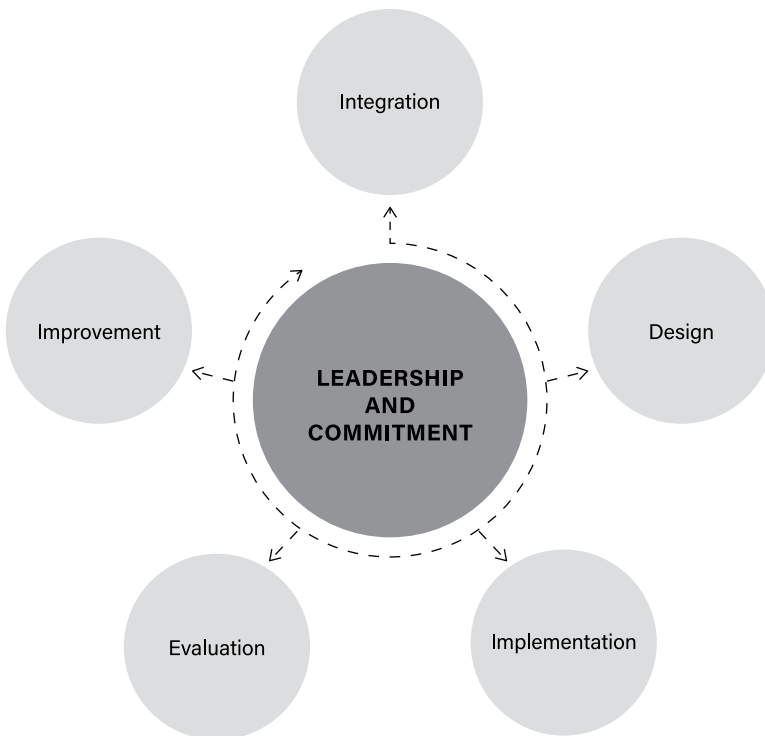 Integration
Improvement
Design
LEADERSHIP
AND
COMMITMENT
Evaluation
Implementation